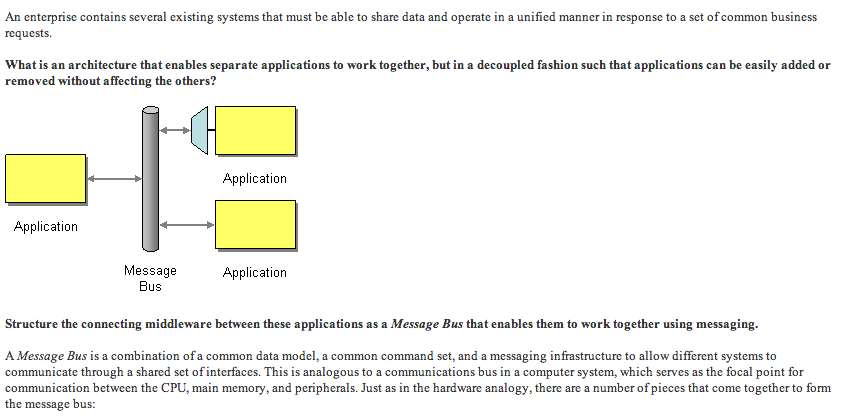 An enterprise contains several existing systems that must be able to share data and operate in a unified manner in response to a set of common business
requests.
What is an architecture that enables separate applications to work together, but in a decoupled fashion such that applications can be easily added or
removed without affecting the others?
Application
Application
Message
Bus
Application
Structure the connecting middleware between these applications as a Message Bus that enables them to work together using messaging.
A Message Bus is a combination of a common data model, a common command set, and a messaging infrastructure to allow different systems to
communicate through a shared set of interfaces. This is analogous to a communications bus in a computer system, which serves as the focal point for
communication between the CPU, main memory, and peripherals. Just as in the hardware analogy, there are a number of pieces that come together to form
the message bus: